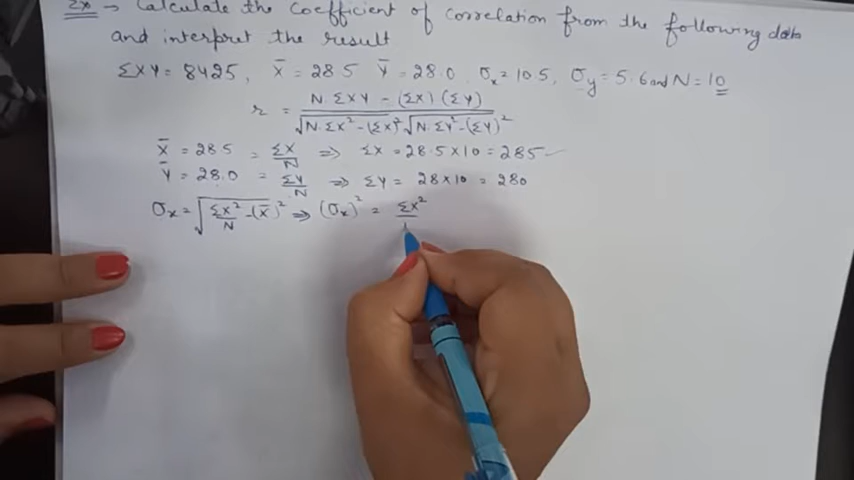 Ex → Calculate the coefficient of correlation from the following data
and interpret the result
ΣXY = 8425, X̄ = 28.5 Ȳ = 28.0 σx = 10.5, σy = 5.6 and N = 10
r = N·ΣXY - (ΣX)(ΣY) / √N·Σx² - (Σx)² √N·ΣY² - (ΣY)²
X̄ = 28.5 = ΣX/N ⇒ ΣX = 28.5×10 = 285
Ȳ = 28.0 = ΣY/N ⇒ ΣY = 28×10 = 280
σx = √Σx²/N - (x̄)² ⇒ (σx)² = Σx²